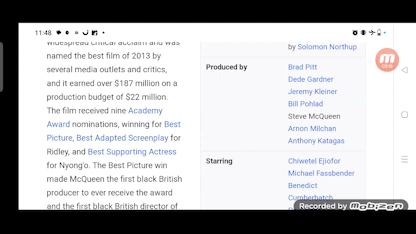 11:48
widespread critical acclaim and was
named the best film of 2013 by
several media outlets and critics,
and it earned over $187 million on a
production budget of $22 million.
The film received nine Academy
Award nominations, winning for Best
Picture, Best Adapted Screenplay for
Ridley, and Best Supporting Actress
for Nyong'o. The Best Picture win
made McQueen the first black British
producer to ever receive the award
and the first black British director of
by Solomon Northup
Produced by
Brad Pitt
Dede Gardner
Jeremy Kleiner
Bill Pohlad
Steve McQueen
Arnon Milchan
Anthony Katagas
Starring
Chiwetel Ejiofor
Michael Fassbender
Benedict
Cumberbatch
Recorded by mobizen